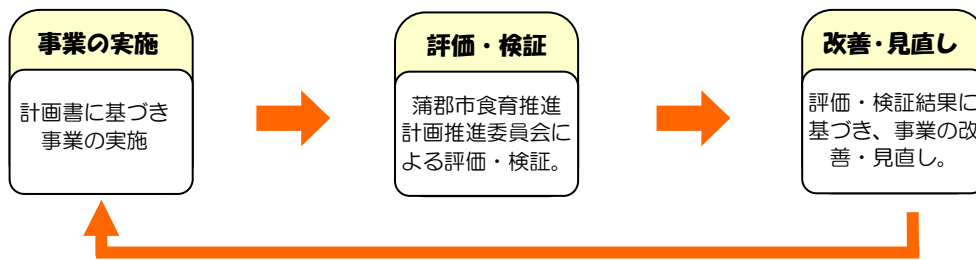 事業の実施
計画書に基づき
事業の実施
評価・検証
蒲郡市食育推進
計画推進委員会に
よる評価・検証。
改善・見直し
評価・検証結果に
基づき、事業の改
善・見直し。